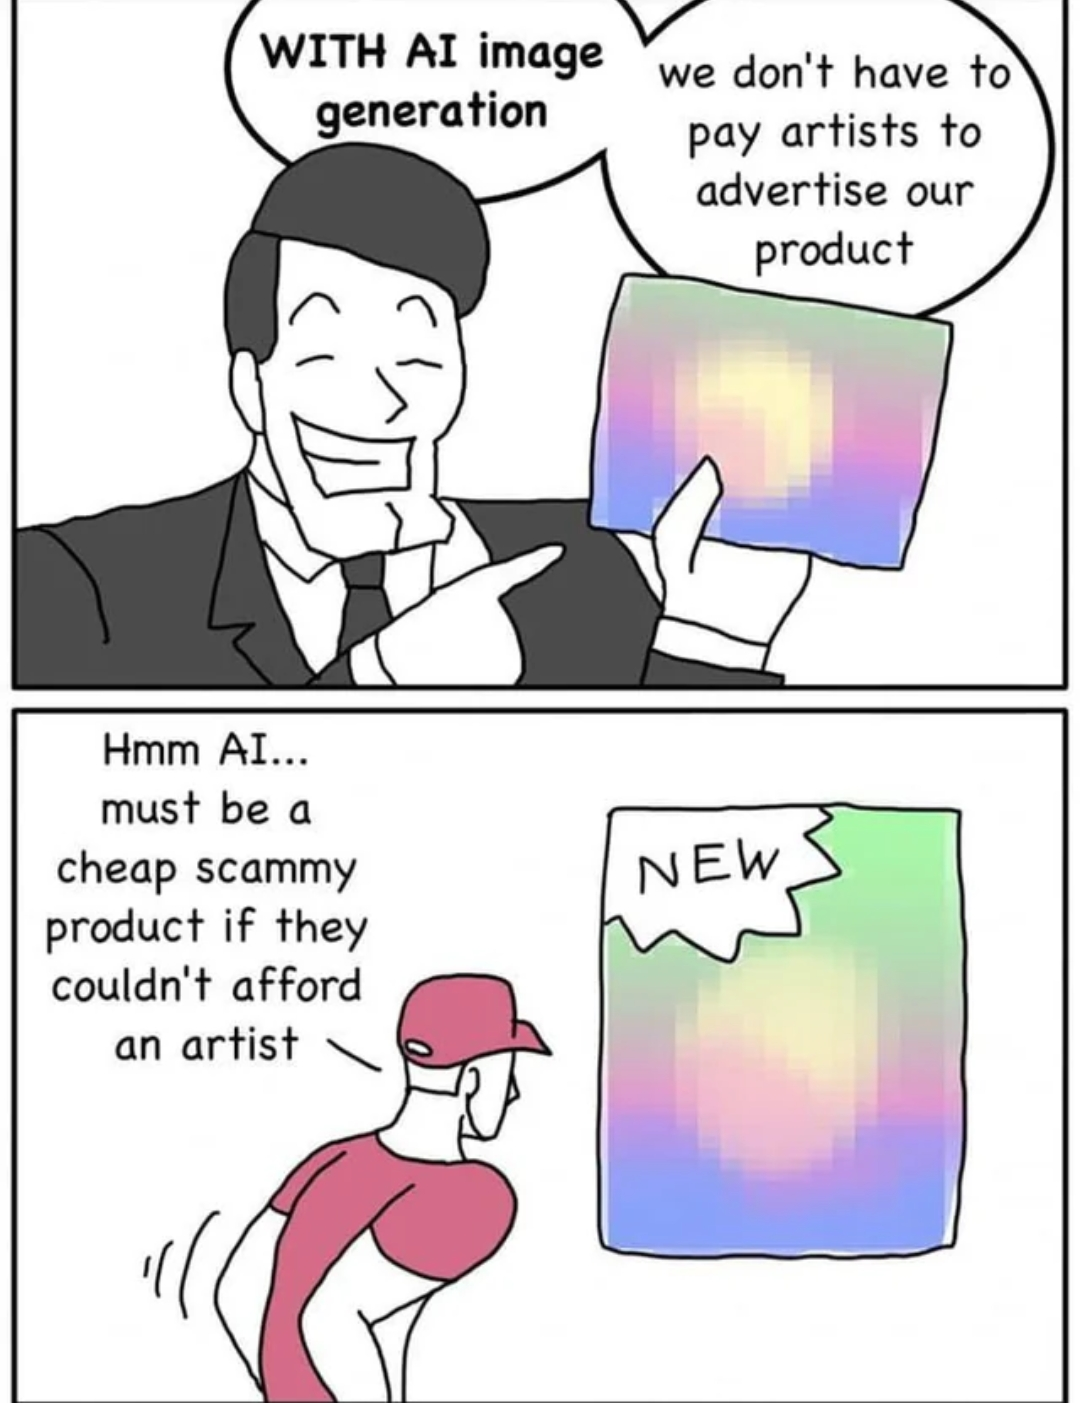 WITH AI image
generation
we don't have to
pay artists to
advertise our
product
Hmm AI...
must be a
cheap scammy
product if they
couldn't afford
an artist
NEW